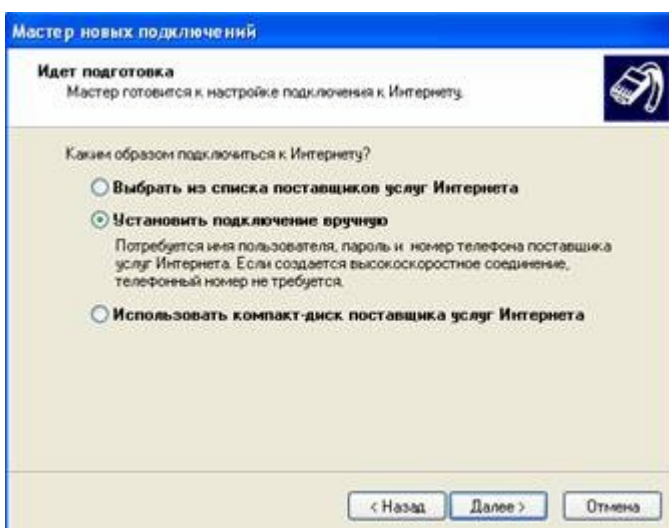 Мастер новых подключений
Идет подготовка
Мастер готовится к настройке подключения к Интернету.
Каким образом подключиться к Интернету?
Выбрать из списка поставщиков услуг Интернета
Установить подключение вручную
Потребуется имя пользователя, пароль и номер телефона поставщика
услуг Интернета. Если создается высокоскоростное соединение,
телефонный номер не требуется.
Использовать компакт-диск поставщика услуг Интернета
< Назад Далее > Отмена